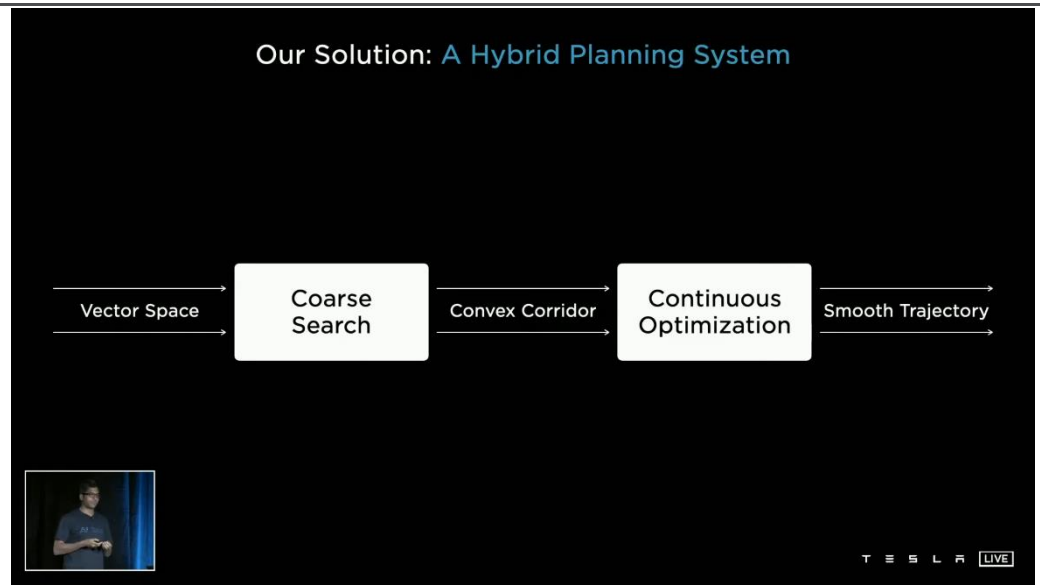 Our Solution: A Hybrid Planning System
Vector Space
Coarse
Search
Convex Corridor
Continuous
Optimization
Smooth Trajectory
TESLA LIVE